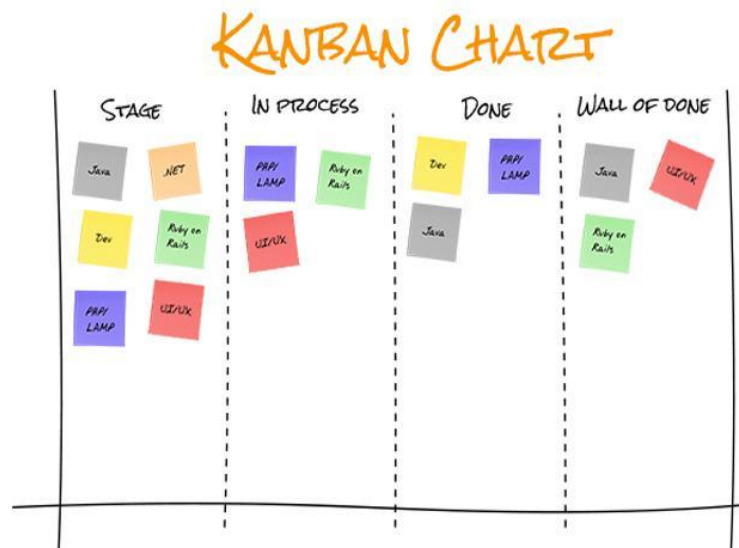 KANBAN CHART
STAGE
IN PROCESS
DONE
WALL OF DONE
Java
.NET
Dev
Ruby on
Rails
PHP/
LAMP
UI/UX
PHP/
LAMP
Ruby on
Rails
UI/UX
Dev
PHP/
LAMP
Java
Java
UI/UX
Ruby on
Rails